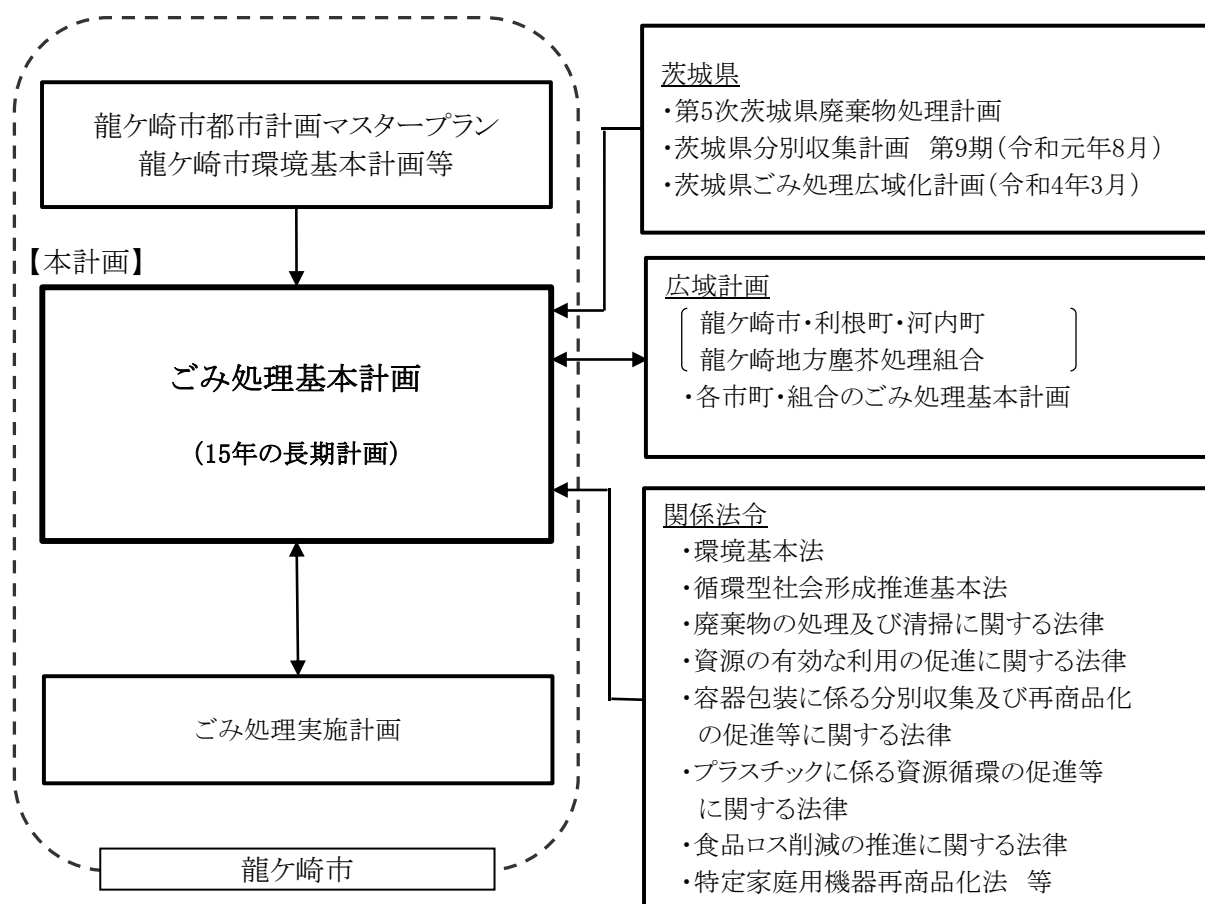 龍ケ崎市都市計画マスタープラン
龍ケ崎市環境基本計画等
【本計画】
ごみ処理基本計画
(15年の長期計画)
ごみ処理実施計画
龍ケ崎市
茨城県
・第5次茨城県廃棄物処理計画
・茨城県分別収集計画　第9期(令和元年8月)
・茨城県ごみ処理広域化計画(令和4年3月)
広域計画
龍ケ崎市・利根町・河内町
龍ケ崎地方塵芥処理組合
・各市町・組合のごみ処理基本計画
関係法令
・環境基本法
・循環型社会形成推進基本法
・廃棄物の処理及び清掃に関する法律
・資源の有効な利用の促進に関する法律
・容器包装に係る分別収集及び再商品化
の促進等に関する法律
・プラスチックに係る資源循環の促進等
に関する法律
・食品ロス削減の推進に関する法律
・特定家庭用機器再商品化法　等